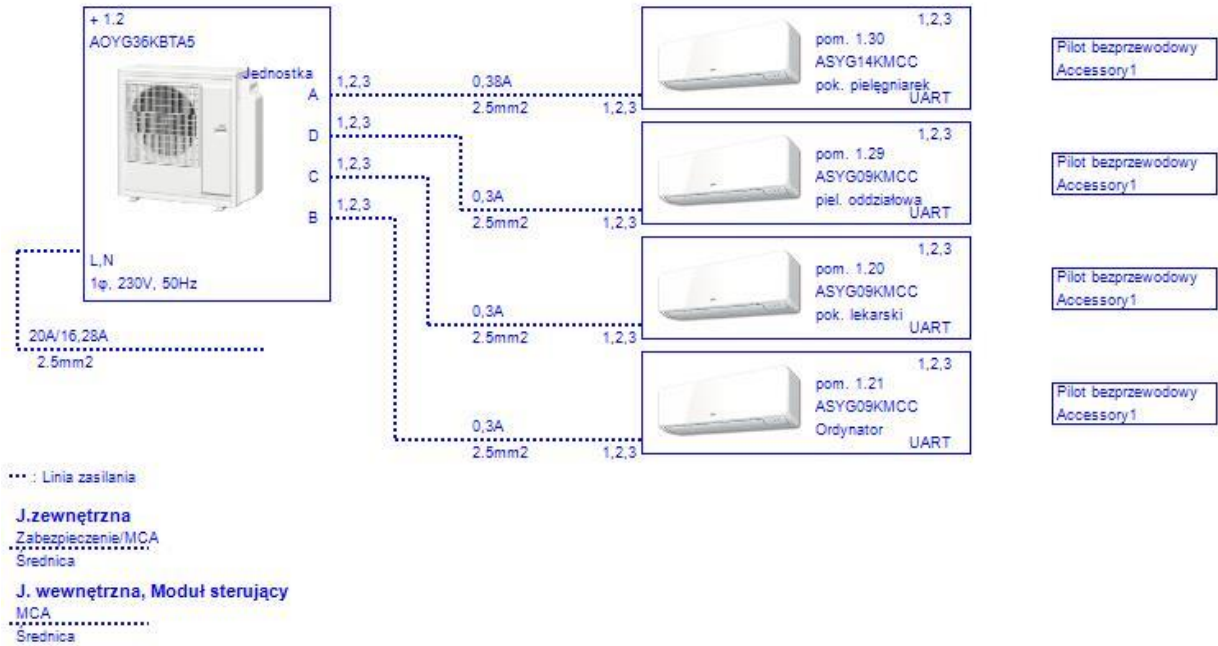 + 1.2
AOYG36KBTA5
Jednostka
A
D
C
B
L,N
1φ, 230V, 50Hz
20A/16,28A
2.5mm2
1,2,3
0,38A
2.5mm2
1,2,3
1,2,3
0,3A
2.5mm2
1,2,3
1,2,3
0,3A
2.5mm2
1,2,3
1,2,3
0,3A
2.5mm2
1,2,3
1,2,3
pom. 1.30
ASYG14KMCC
pok. pielęgniarek
UART
Pilot bezprzewodowy
Accessory1
1,2,3
pom. 1.29
ASYG09KMCC
piel. oddziałowa
UART
Pilot bezprzewodowy
Accessory1
1,2,3
pom. 1.20
ASYG09KMCC
pok. lekarski
UART
Pilot bezprzewodowy
Accessory1
1,2,3
pom. 1.21
ASYG09KMCC
Ordynator
UART
Pilot bezprzewodowy
Accessory1
: Linia zasilania
J.zewnętrzna
Zabezpieczenie/MCA
Średnica
J. wewnętrzna, Moduł sterujący
MCA
Średnica